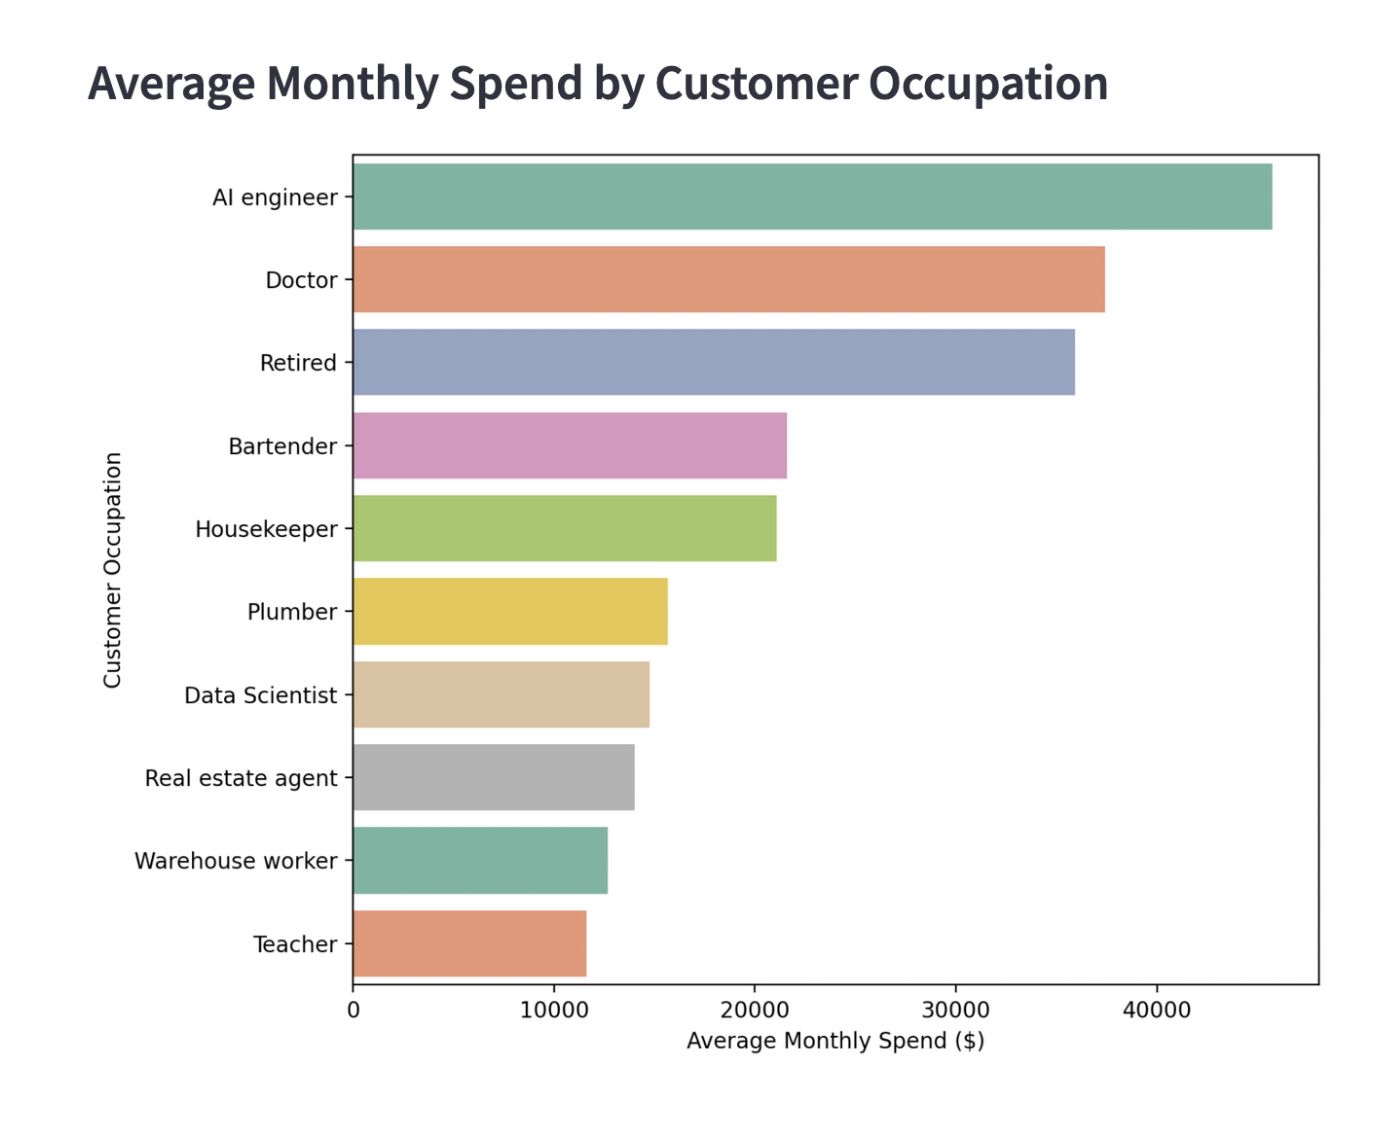 Average Monthly Spend by Customer Occupation
AI engineer
Doctor
Retired
Bartender
Housekeeper
Plumber
Data Scientist
Real estate agent
Warehouse worker
Teacher
Customer Occupation
0 10000 20000 30000 40000
Average Monthly Spend ($)